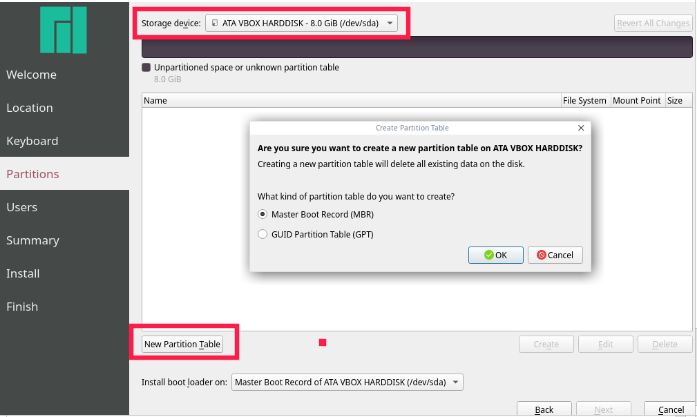 Storage device: ATA VBOX HARDDISK - 8.0 GiB (/dev/sda)
Revert All Changes
Unpartitioned space or unknown partition table
8.0 GiB
Welcome
Location
Keyboard
Partitions
Users
Summary
Install
Finish
Name File System Mount Point Size
Create Partition Table
Are you sure you want to create a new partition table on ATA VBOX HARDDISK?
Creating a new partition table will delete all existing data on the disk.
What kind of partition table do you want to create?
Master Boot Record (MBR)
GUID Partition Table (GPT)
OK Cancel
New Partition Table Create Edit Delete
Install boot loader on: Master Boot Record of ATA VBOX HARDDISK (/dev/sda)
Back Next Cancel